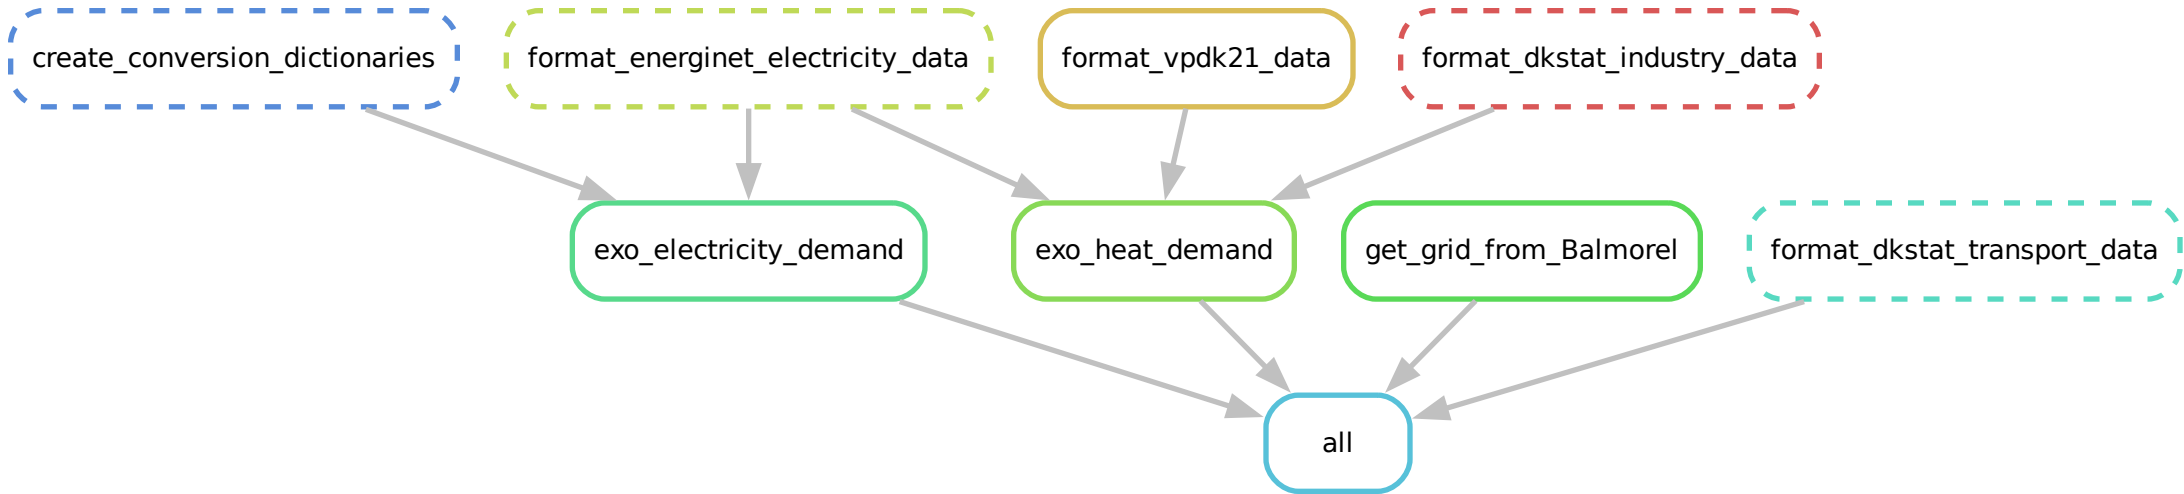 create_conversion_dictionaries
format_energinet_electricity_data
format_vpdk21_data
format_dkstat_industry_data
exo_electricity_demand
exo_heat_demand
get_grid_from_Balmorel
format_dkstat_transport_data
all